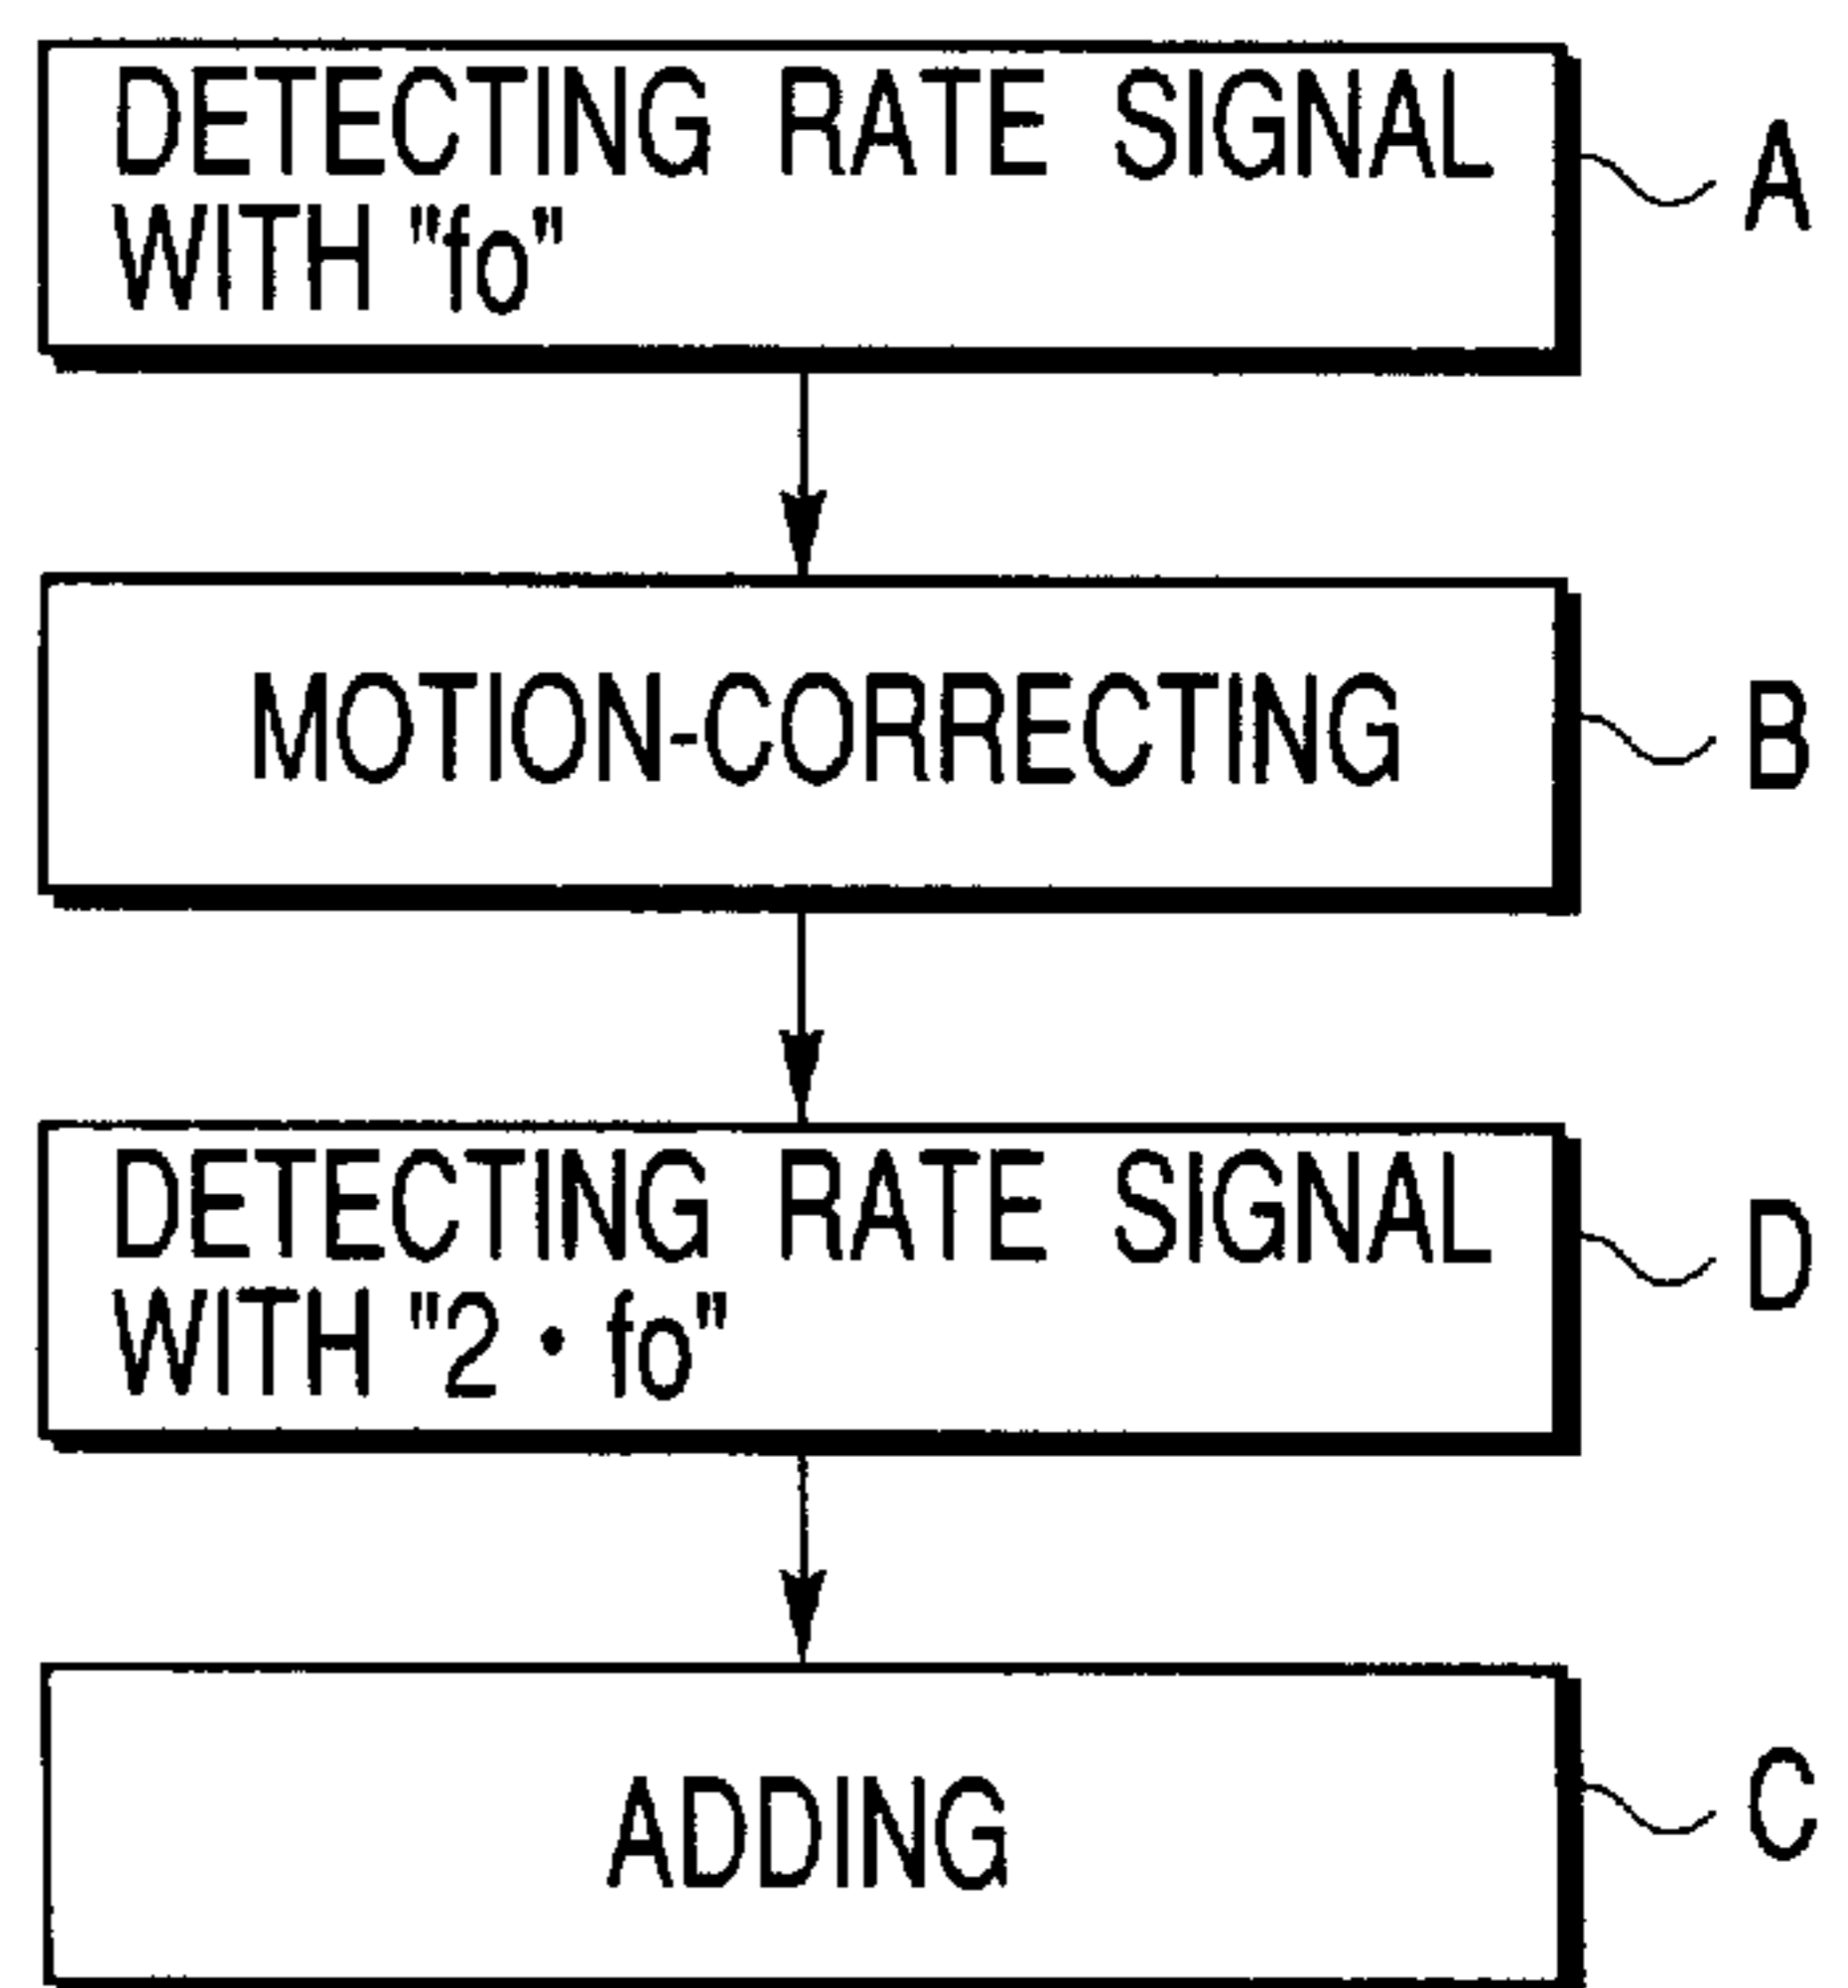 DETECTING RATE SIGNAL
WITH "fo"
A
MOTION-CORRECTING
B
DETECTING RATE SIGNAL
WITH "2・fo"
D
ADDING
C